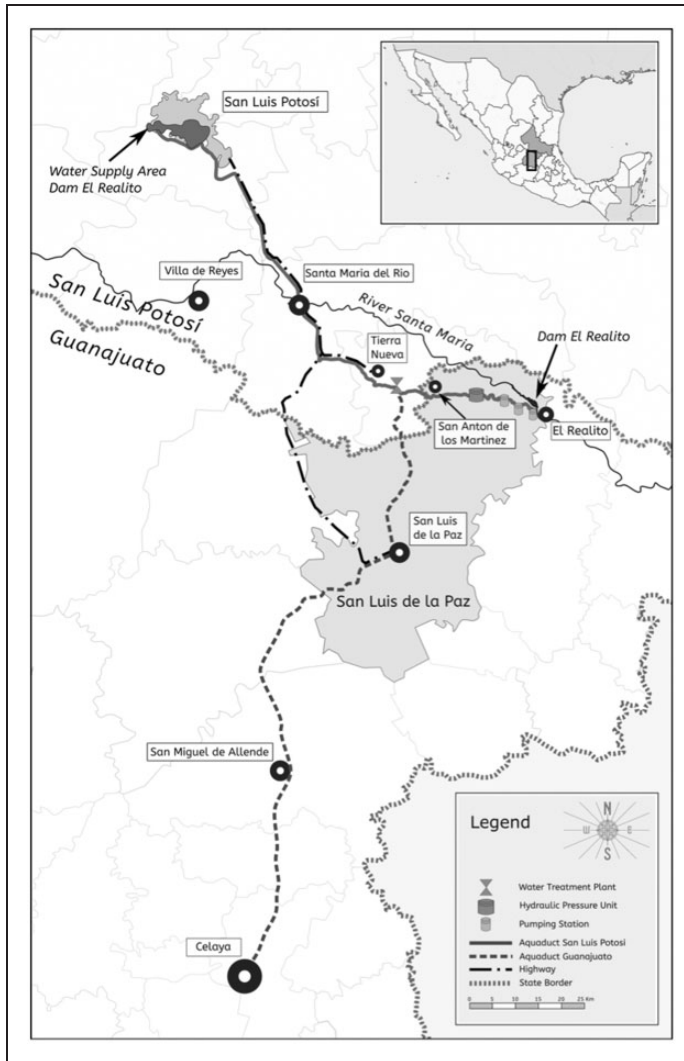 San Luis Potosí
Water Supply Area
Dam El Realito
Villa de Reyes
Santa Maria del Rio
San Luis Potosí
Guanajuato
River Santa Maria
Tierra
Nueva
Dam El Realito
San Anton de
los Martinez
El Realito
San Luis
de la Paz
San Luis de la Paz
San Miguel de Allende
Celaya
Legend
N
W
E
S
Water Treatment Plant
Hydraulic Pressure Unit
Pumping Station
Aquaduct San Luis Potosi
Aquaduct Guanajuato
Highway
State Border
0 5 10 15 20 25 Km